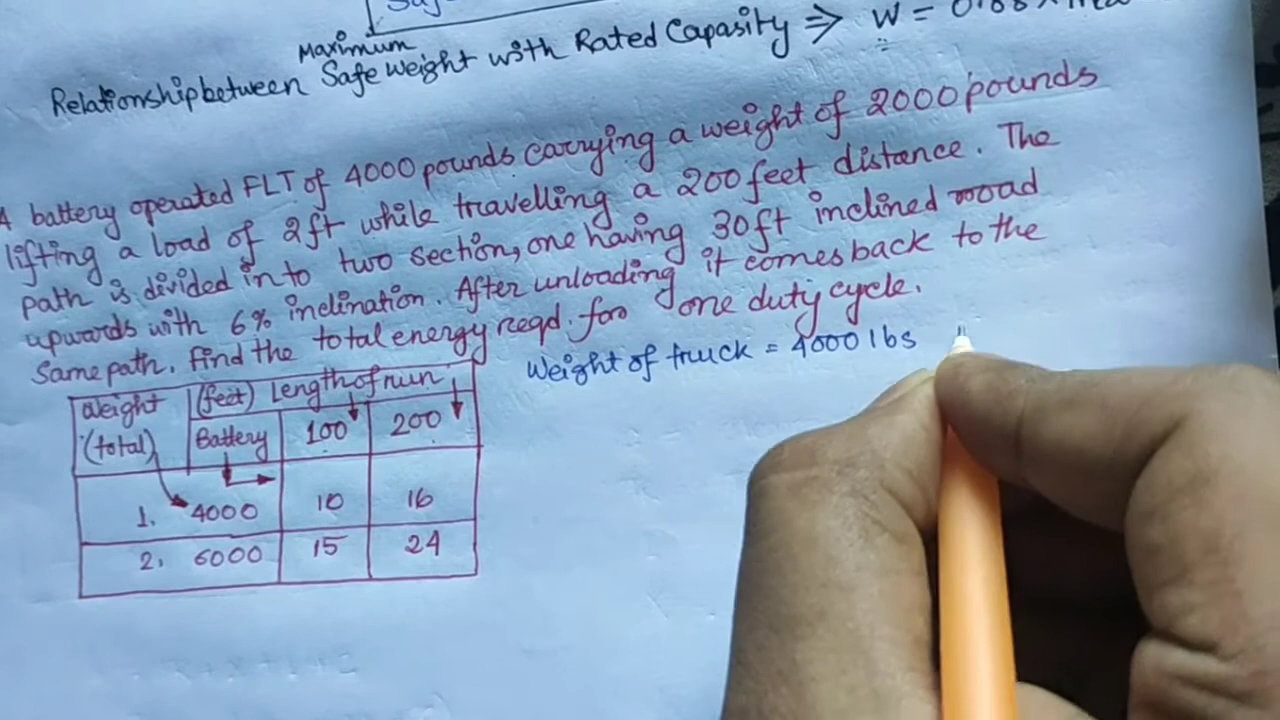 Maximum
Relationship between Safe weight with Rated Capasity ⇒ W =
A battery operated FLT of 4000 pounds carrying a weight of 2000 pounds
lifting a load of 2ft while travelling a 200 feet distance. The
path is divided in to two section, one having 30ft inclined road
upwards with 6% inclination. After unloading it comes back to the
Same path. Find the total energy reqd. for one duty cycle.
Weight of truck = 4000 lbs
Weight (feet) Length of run
(total) Battery 100 200
1. 4000 10 16
2. 6000 15 24